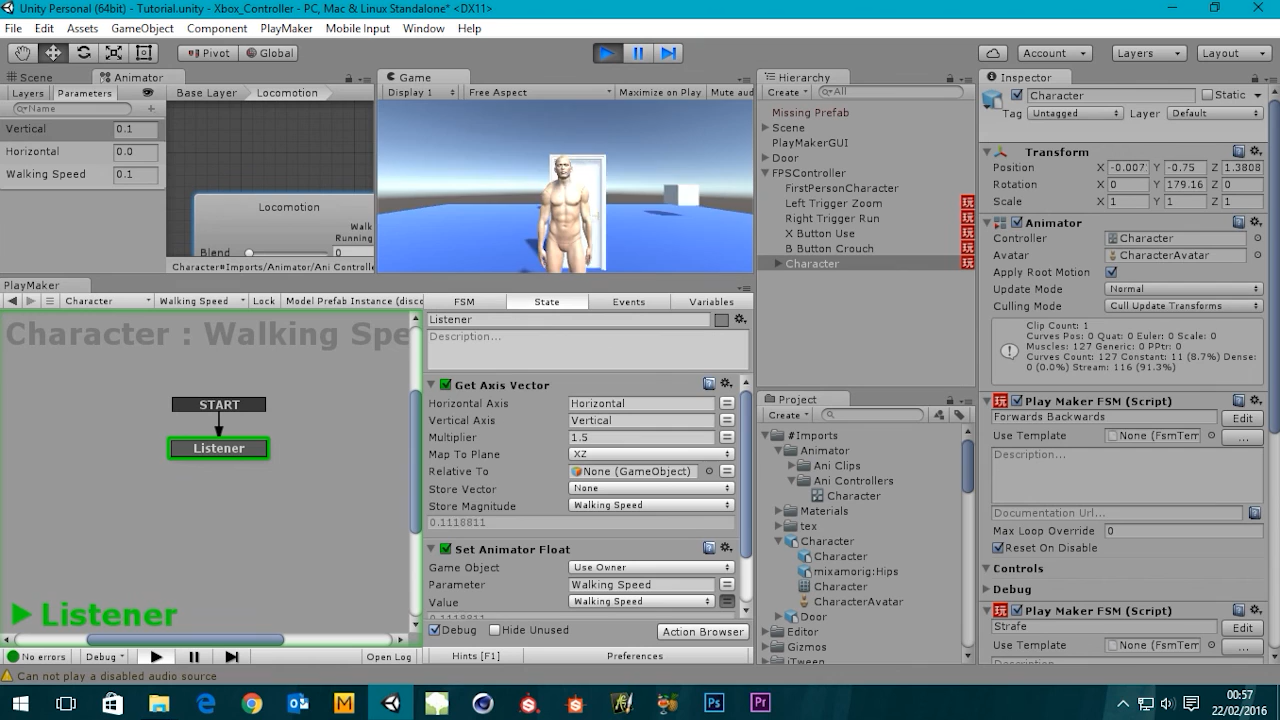 Unity Personal (64bit) - Tutorial.unity - Xbox_Controller - PC, Mac & Linux Standalone* <DX11>
File Edit Assets GameObject Component PlayMaker Mobile Input Window Help
Pivot Global Account Layers Layout
Scene Animator
Layers Parameters Base Layer Locomotion
Name
Vertical 0.1
Horizontal 0.0
Walking Speed 0.1
Locomotion
Walk
Running
Blend 0
Character#Imports/Animator/Ani Controlle
Game
Display 1 Free Aspect Maximize on Play Mute aud
Hierarchy
Create All
Missing Prefab
Scene
PlayMakerGUI
Door
FPSController
FirstPersonCharacter
Left Trigger Zoom
Right Trigger Run
X Button Use
B Button Crouch
Character
PlayMaker
Character Walking Speed Lock Model Prefab Instance (disco
Character : Walking Spe
START
Listener
Listener
No errors Debug Open Log
FSM State Events Variables
Listener
Description...
Get Axis Vector
Horizontal Axis Horizontal
Vertical Axis Vertical
Multiplier 1.5
Map To Plane XZ
Relative To None (GameObject)
Store Vector None
Store Magnitude Walking Speed
0.1118811
Set Animator Float
Game Object Use Owner
Parameter Walking Speed
Value Walking Speed
0.1118811
Debug Hide Unused Action Browser
Hints [F1] Preferences
Project
Create
#Imports
Animator
Ani Clips
Ani Controllers
Character
Materials
tex
Character
Character
mixamorig:Hips
Character
CharacterAvatar
Door
Editor
Gizmos
iTween
Inspector
Character Static
Tag Untagged Layer Default
Transform
Position X -0.007 Y -0.75 Z 1.3808
Rotation X 0 Y 179.16 Z 0
Scale X 1 Y 1 Z 1
Animator
Controller Character
Avatar CharacterAvatar
Apply Root Motion
Update Mode Normal
Culling Mode Cull Update Transforms
Clip Count: 1
Curves Pos: 0 Quat: 0 Euler: 0 Scale: 0
Muscles: 127 Generic: 0 PPtr: 0
Curves Count: 127 Constant: 11 (8.7%) Dense:
0 (0.0%) Stream: 116 (91.3%)
Play Maker FSM (Script)
Forwards Backwards Edit
Use Template None (FsmTem ...
Description...
Documentation Url...
Max Loop Override 0
Reset On Disable
Controls
Debug
Play Maker FSM (Script)
Strafe Edit
Use Template None (FsmTem ...
Can not play a disabled audio source
00:57
22/02/2016